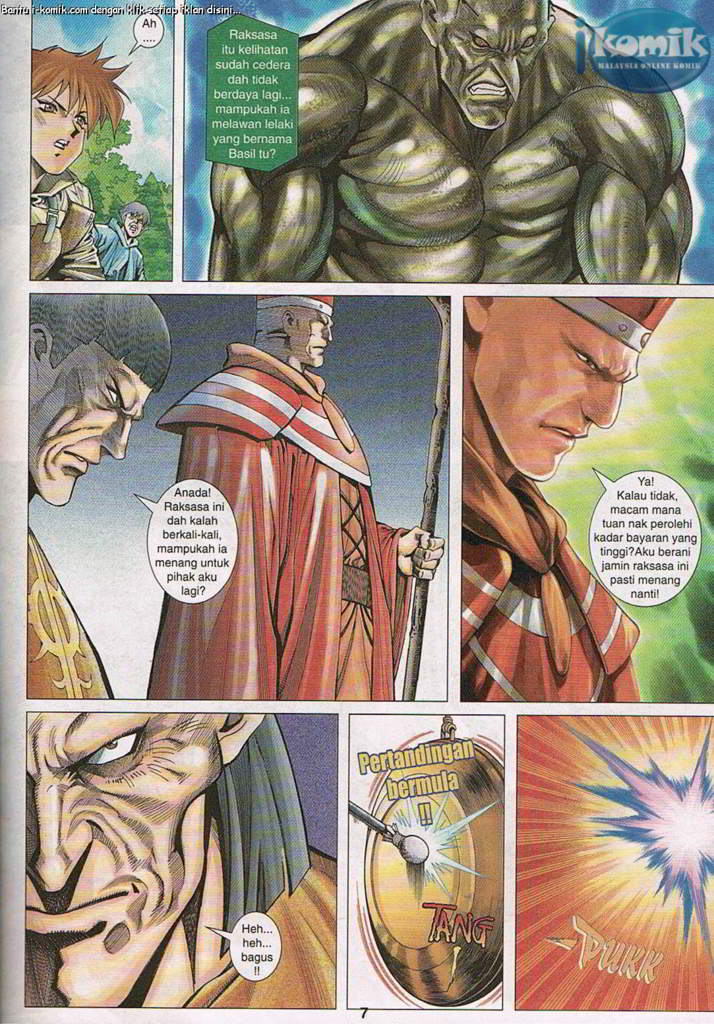 Bantu i-komik.com dengan klik setiap iklan disini...
ikomik
MALAYSIA ONLINE KOMIK
Ah
....
Raksasa
itu kelihatan
sudah cedera
dah tidak
berdaya lagi...
mampukah ia
melawan lelaki
yang bernama
Basil tu?
Anada!
Raksasa ini
dah kalah
berkali-kali,
mampukah ia
menang untuk
pihak aku
lagi?
Ya!
Kalau tidak,
macam mana
tuan nak perolehi
kadar bayaran yang
tinggi?Aku berani
jamin raksasa ini
pasti menang
nanti!
Heh...
heh...
bagus
!!
Pertandingan
bermula
!!
TANG
PUKK
7